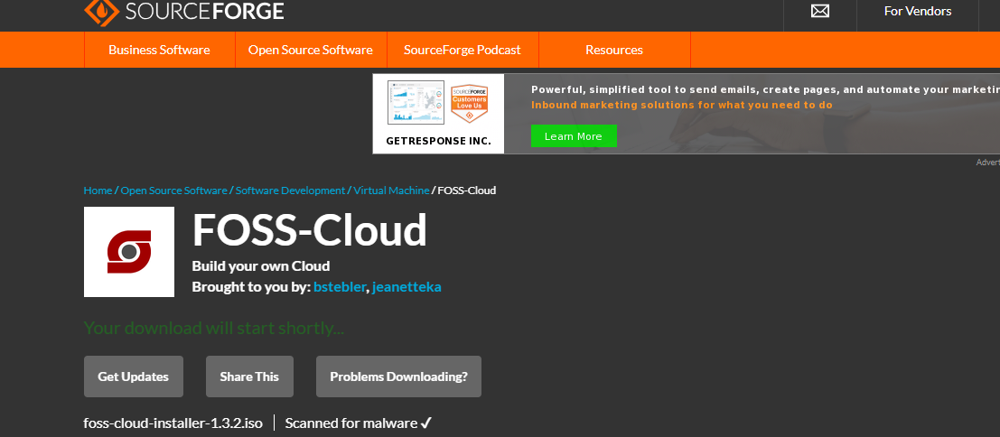 SOURCEFORGE
For Vendors
Business Software
Open Source Software
SourceForge Podcast
Resources
SOURCEFORGE
Customers
Love Us
GETRESPONSE INC.
Powerful, simplified tool to send emails, create pages, and automate your marketin
Inbound marketing solutions for what you need to do
Learn More
Advert
Home / Open Source Software / Software Development / Virtual Machine / FOSS-Cloud
FOSS-Cloud
Build your own Cloud
Brought to you by: bstebler, jeanetteka
Your download will start shortly...
Get Updates
Share This
Problems Downloading?
foss-cloud-installer-1.3.2.iso | Scanned for malware ✓